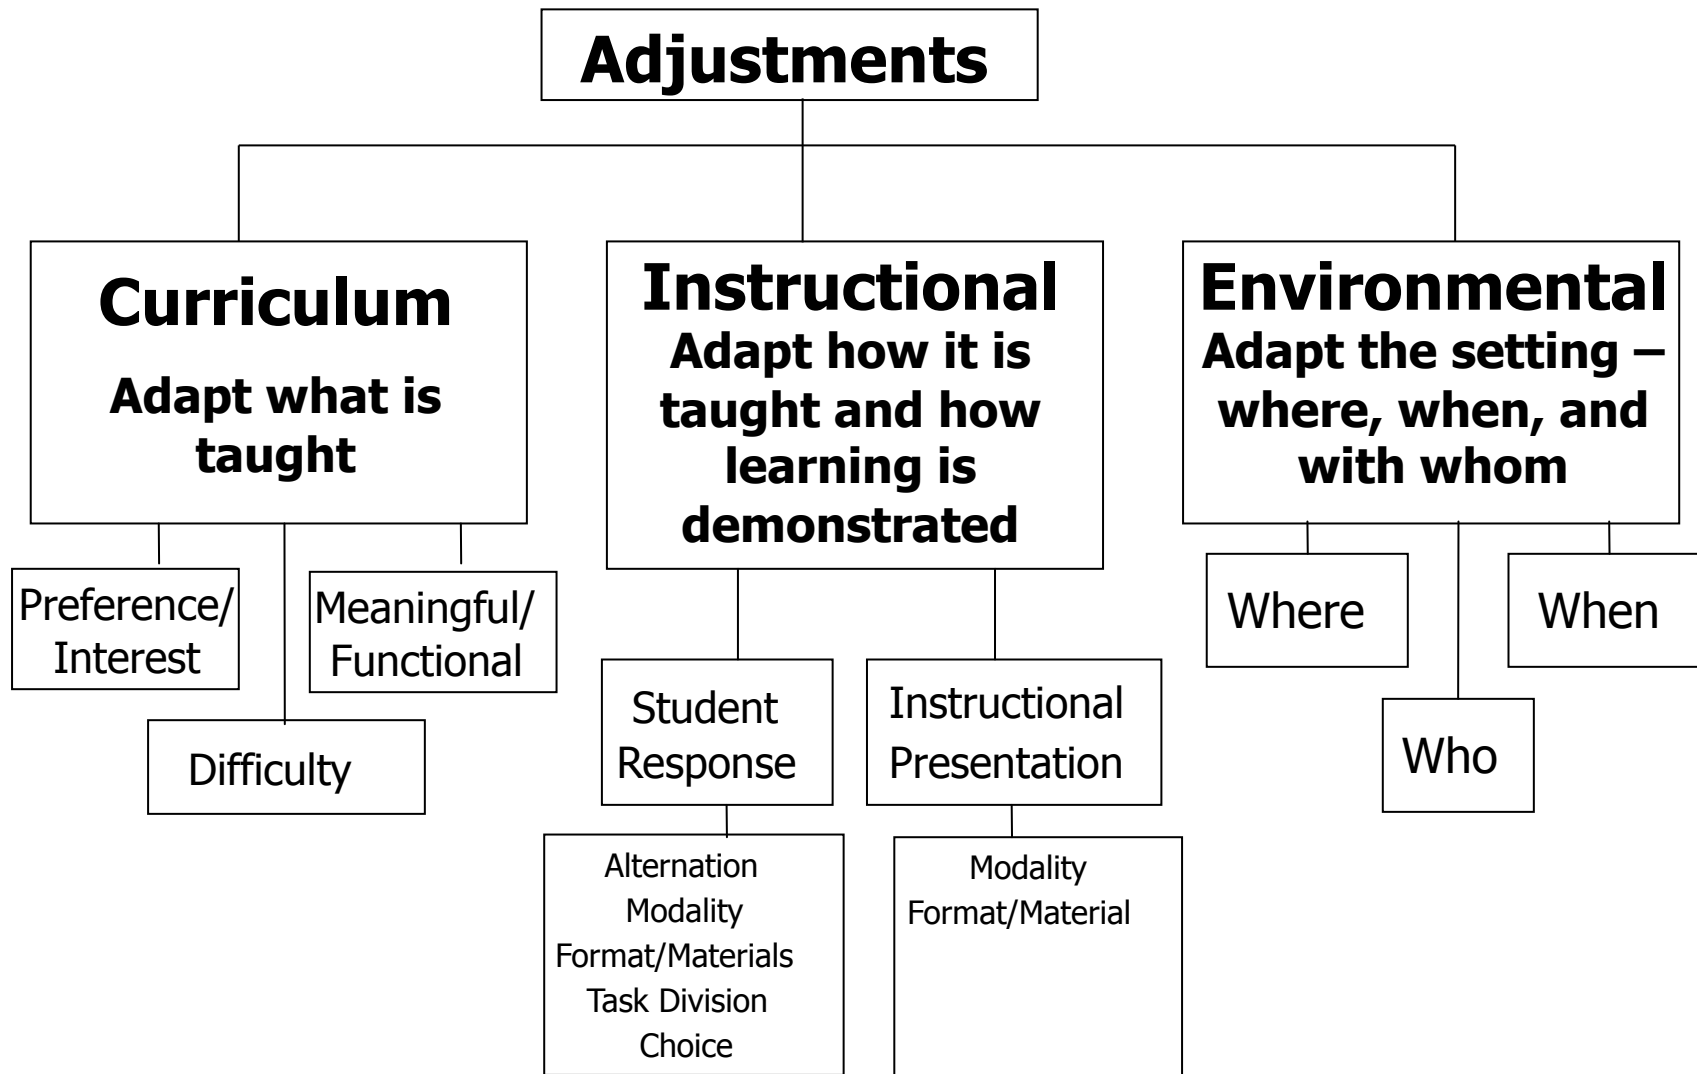 Adjustments
Curriculum
Adapt what is
taught
Instructional
Adapt how it is
taught and how
learning is
demonstrated
Environmental
Adapt the setting –
where, when, and
with whom
Preference/
Interest
Meaningful/
Functional
Difficulty
Student
Response
Instructional
Presentation
Where
When
Who
Alternation
Modality
Format/Materials
Task Division
Choice
Modality
Format/Material